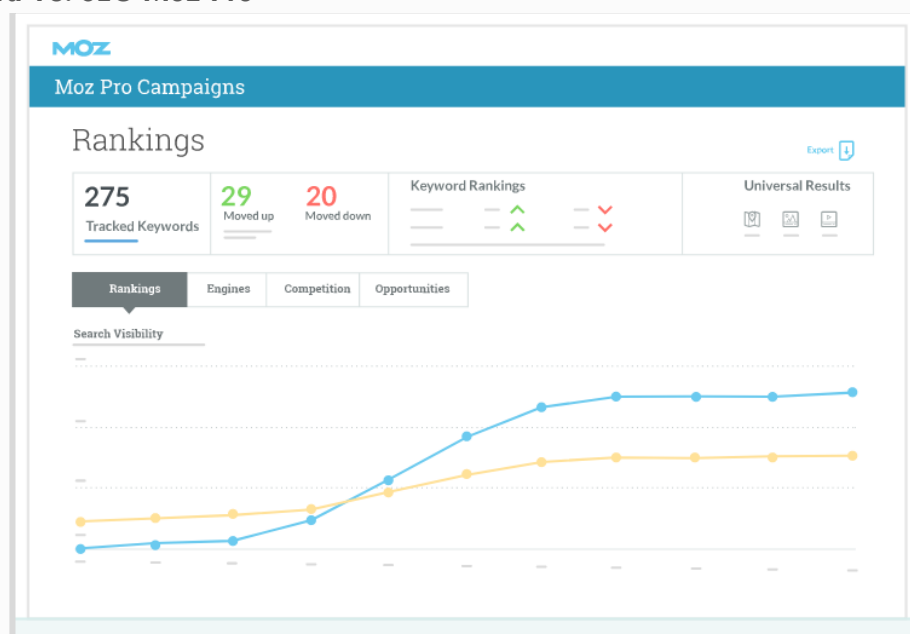 MOZ
Moz Pro Campaigns
Rankings
Export
275
Tracked Keywords
29
Moved up
20
Moved down
Keyword Rankings
Universal Results
Rankings
Engines
Competition
Opportunities
Search Visibility